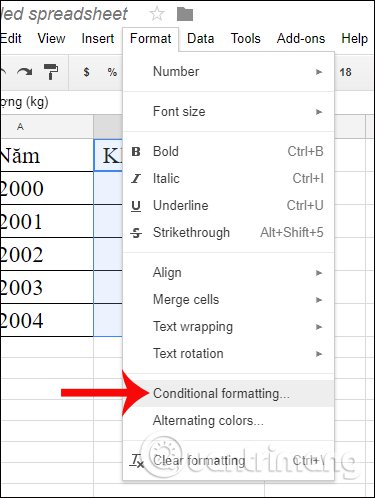 led spreadsheet
Edit View Insert Format Data Tools Add-ons Help
$ % 18
ợng (kg)
A
Năm
2000
2001
2002
2003
2004
Number
Font size
B Bold Ctrl+B
I Italic Ctrl+I
U Underline Ctrl+U
S Strikethrough Alt+Shift+5
Align
Merge cells
Text wrapping
Text rotation
Conditional formatting...
Alternating colors...
Clear formatting Ctrl+\
quantrimang